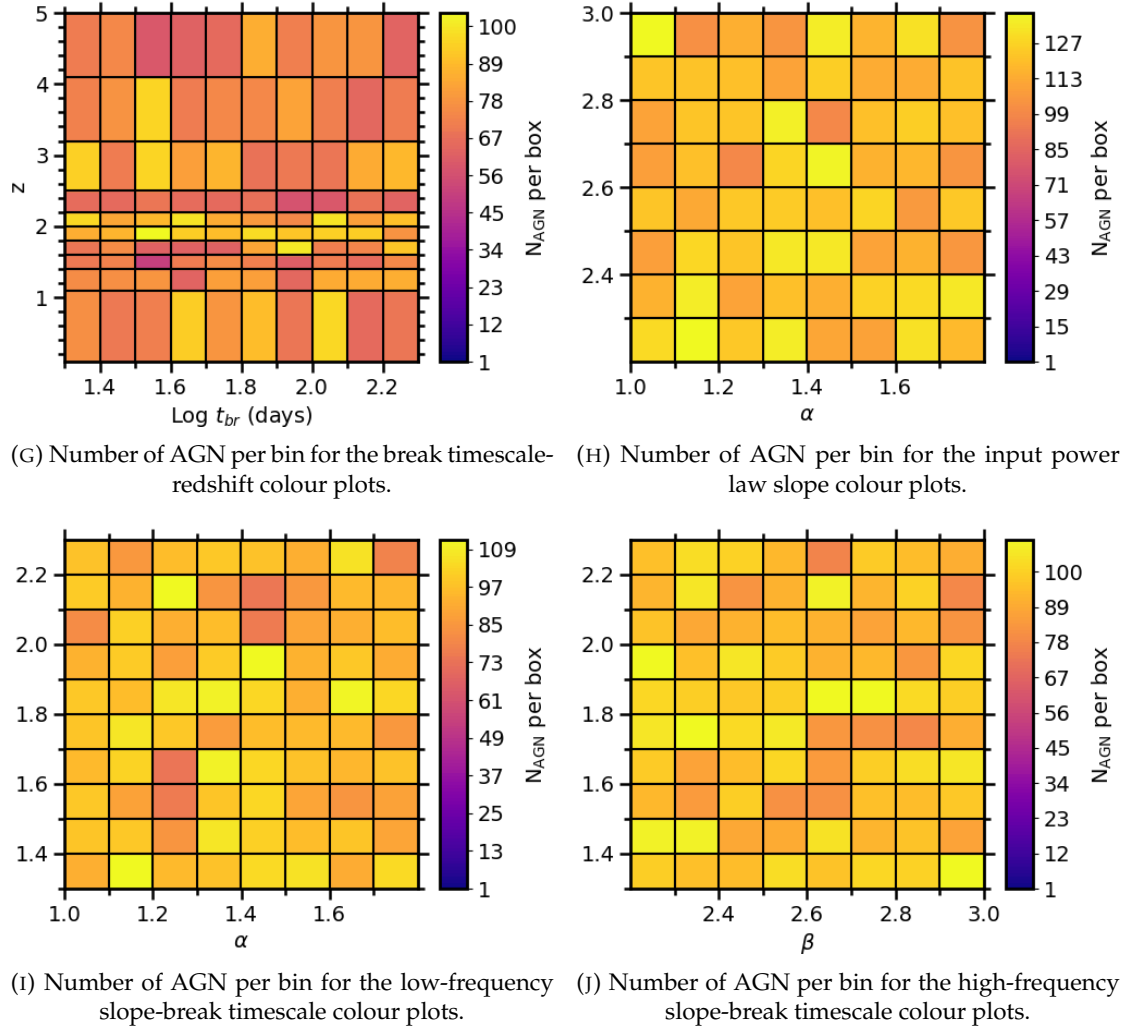 5
4
3
2
1
z
1.4 1.6 1.8 2.0 2.2
Log t_br (days)
100
89
78
67
56
45
34
23
12
1
N_AGN per box
(G) Number of AGN per bin for the break timescale-
redshift colour plots.
3.0
2.8
2.6
2.4
1.0 1.2 1.4 1.6
α
127
113
99
85
71
57
43
29
15
1
N_AGN per box
(H) Number of AGN per bin for the input power
law slope colour plots.
2.2
2.0
1.8
1.6
1.4
1.0 1.2 1.4 1.6
α
109
97
85
73
61
49
37
25
13
1
N_AGN per box
(I) Number of AGN per bin for the low-frequency
slope-break timescale colour plots.
2.2
2.0
1.8
1.6
1.4
2.4 2.6 2.8 3.0
β
100
89
78
67
56
45
34
23
12
1
N_AGN per box
(J) Number of AGN per bin for the high-frequency
slope-break timescale colour plots.